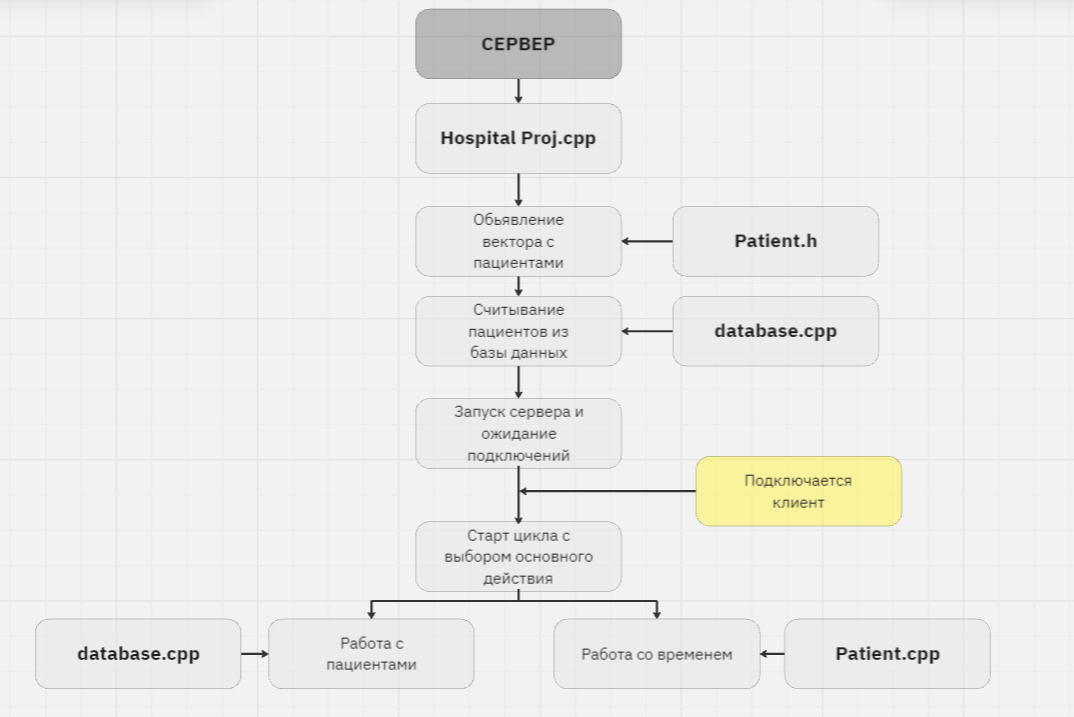 СЕРВЕР
Hospital Proj.cpp
Обьявление
вектора с
пациентами
Patient.h
Считывание
пациентов из
базы данных
database.cpp
Запуск сервера и
ожидание
подключений
Подключается
клиент
Старт цикла с
выбором основного
действия
database.cpp
Работа с
пациентами
Работа со временем
Patient.cpp